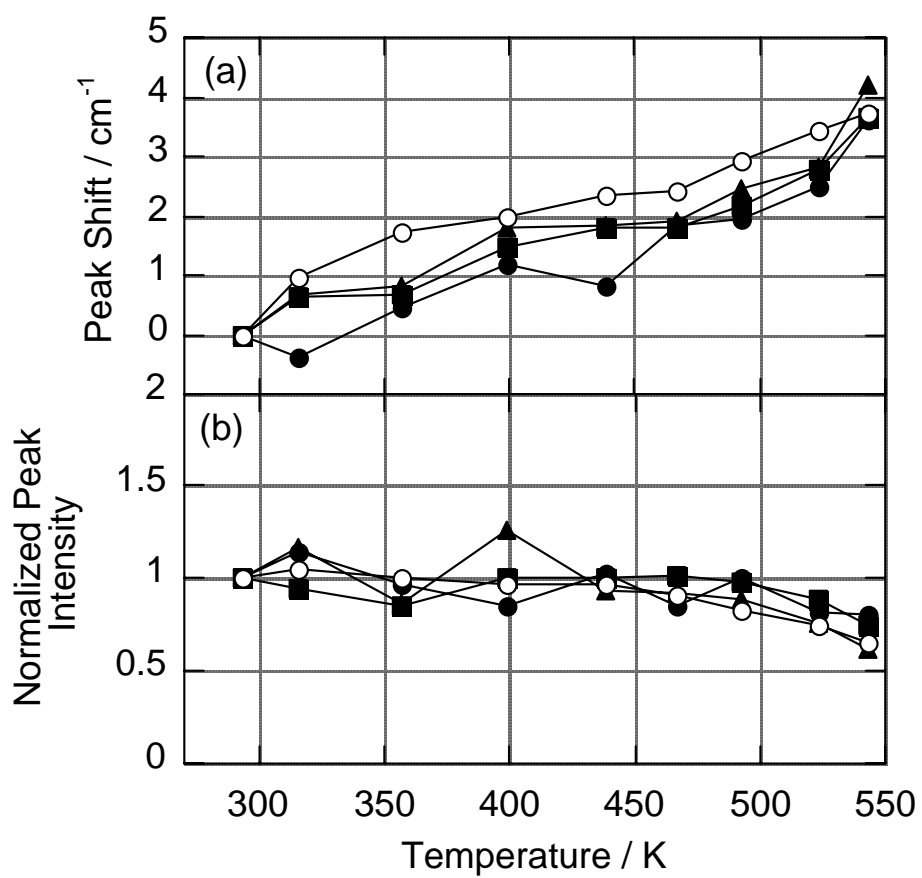 5
(a)
4
3
2
1
0
Peak Shift / cm-1
2
(b)
1.5
1
0.5
0
Normalized Peak
Intensity
300 350 400 450 500 550
Temperature / K